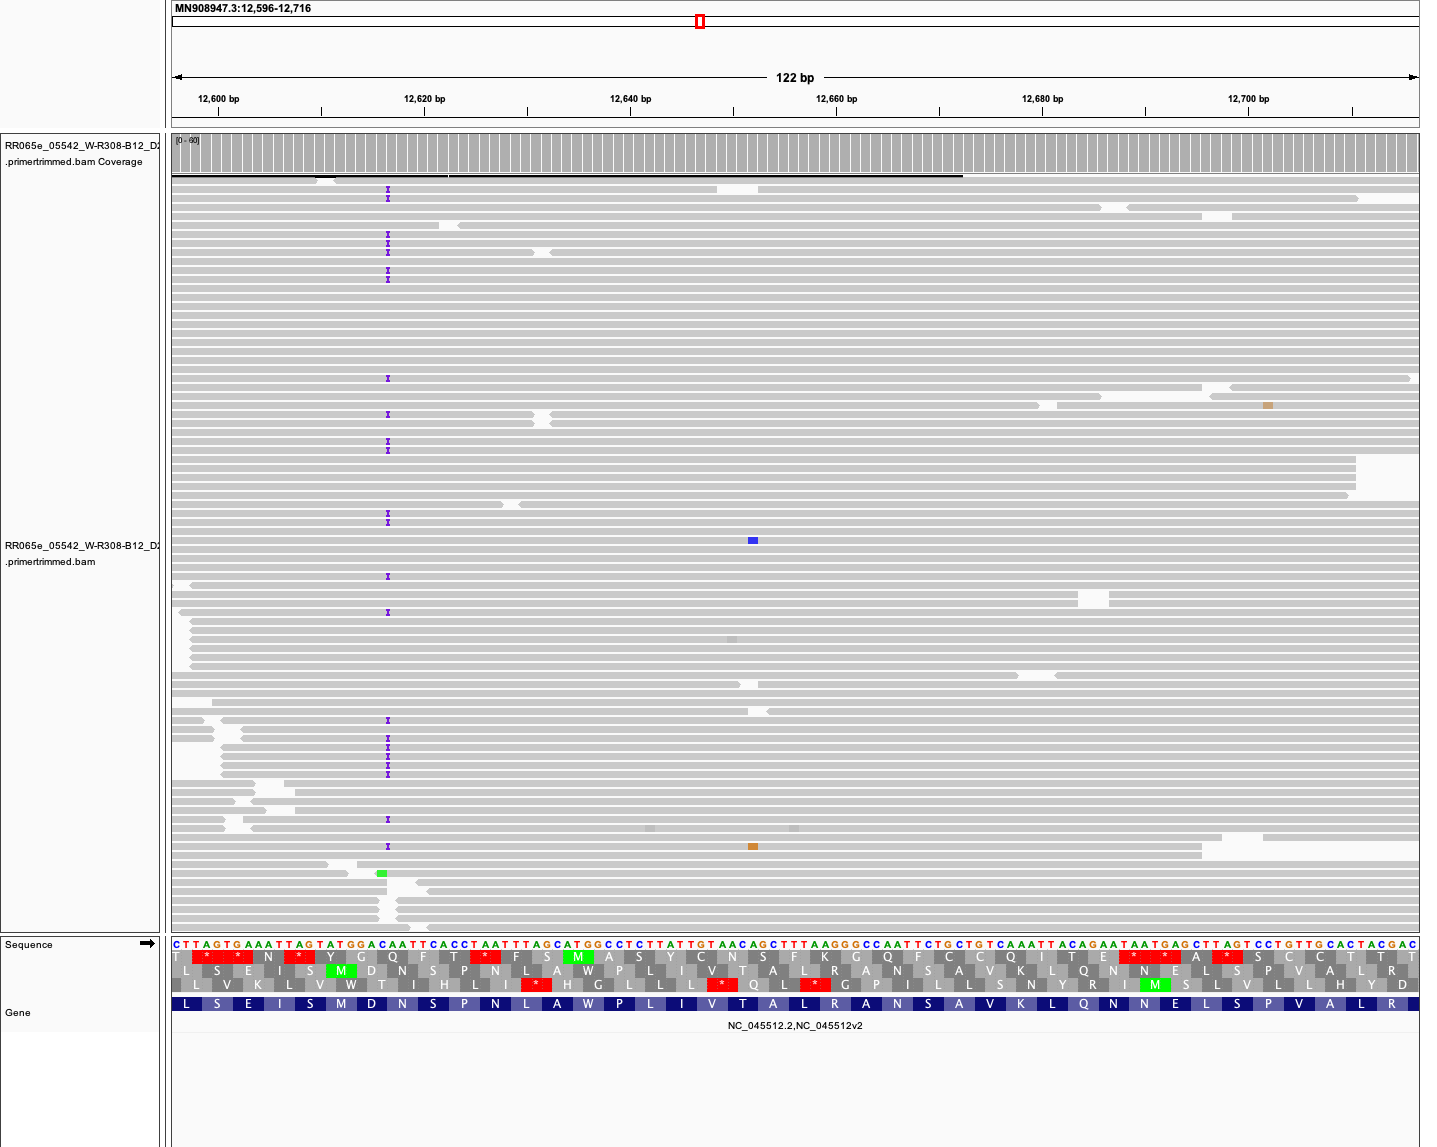 MN908947.3:12,596-12,716
122 bp
12,600 bp 12,620 bp 12,640 bp 12,660 bp 12,680 bp 12,700 bp
RR065e_05542_W-R308-B12_D
.primertrimmed.bam Coverage
[0 - 60]
RR065e_05542_W-R308-B12_D
.primertrimmed.bam
Sequence
CTTAGTGAAATTAGTATGGACAATTCACCTAATTTAGCATGGCCTCTTATTGTAACAGCTTTAAGGGCCAATTCTGCTGTCAAATTACAGAATAATGAGCTTAGTCCTGTTGCACTACGAC
T * * N * Y G Q F T * F S M A S Y C N S F K G Q F C C Q I T E * * A * S C C T T T
L S E I S M D N S P N L A W P L I V T A L R A N S A V K L Q N N E L S P V A L R
L V K L V W T I H L I * H G L L L * Q L * G P I L L S N Y R I M S L V L L H Y D
Gene
L S E I S M D N S P N L A W P L I V T A L R A N S A V K L Q N N E L S P V A L R
NC_045512.2,NC_045512v2